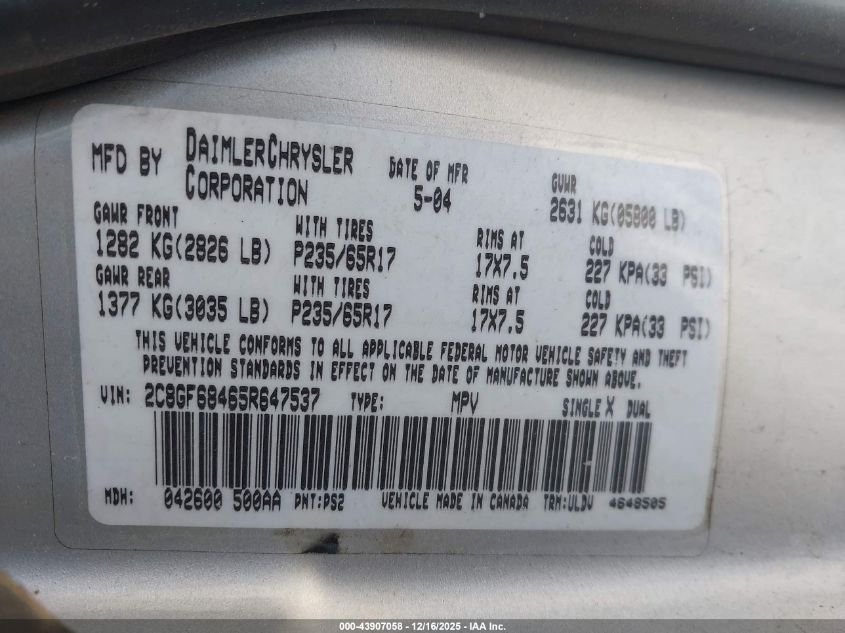 MFD BY DAIMLERCHRYSLER CORPORATION DATE OF MFR 5-04 GVWR 2631 KG(05800 LB)
GAWR FRONT WITH TIRES RIMS AT COLD
1282 KG(2826 LB) P235/65R17 17X7.5 227 KPA(33 PSI)
GAWR REAR WITH TIRES RIMS AT COLD
1377 KG(3035 LB) P235/65R17 17X7.5 227 KPA(33 PSI)
THIS VEHICLE CONFORMS TO ALL APPLICABLE FEDERAL MOTOR VEHICLE SAFETY AND THEFT
PREVENTION STANDARDS IN EFFECT ON THE DATE OF MANUFACTURE SHOWN ABOVE.
VIN: 2C8GF68465R647537 TYPE: MPV SINGLE X DUAL
MDH: 042600 500AA PNT:PS2 VEHICLE MADE IN CANADA TRM:ULDV 4648505
000-43907058 - 12/16/2025 - IAA Inc.